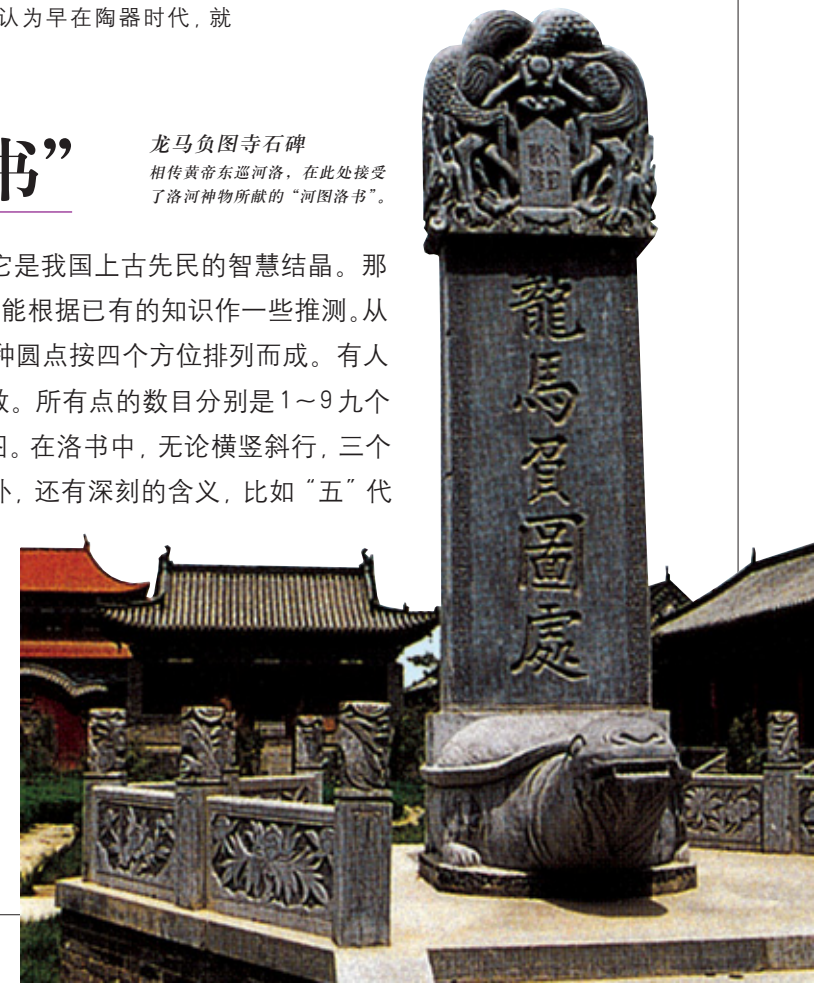 认为早在陶器时代，就
书”
龙马负图寺石碑
相传黄帝东巡河洛，在此处接受
了洛河神物所献的“河图洛书”。
它是我国上古先民的智慧结晶。那
能根据已有的知识作一些推测。从
种圆点按四个方位排列而成。有人
数。所有点的数目分别是1～9九个
图。在洛书中，无论横竖斜行，三个
外，还有深刻的含义，比如“五”代
龍馬負圖處